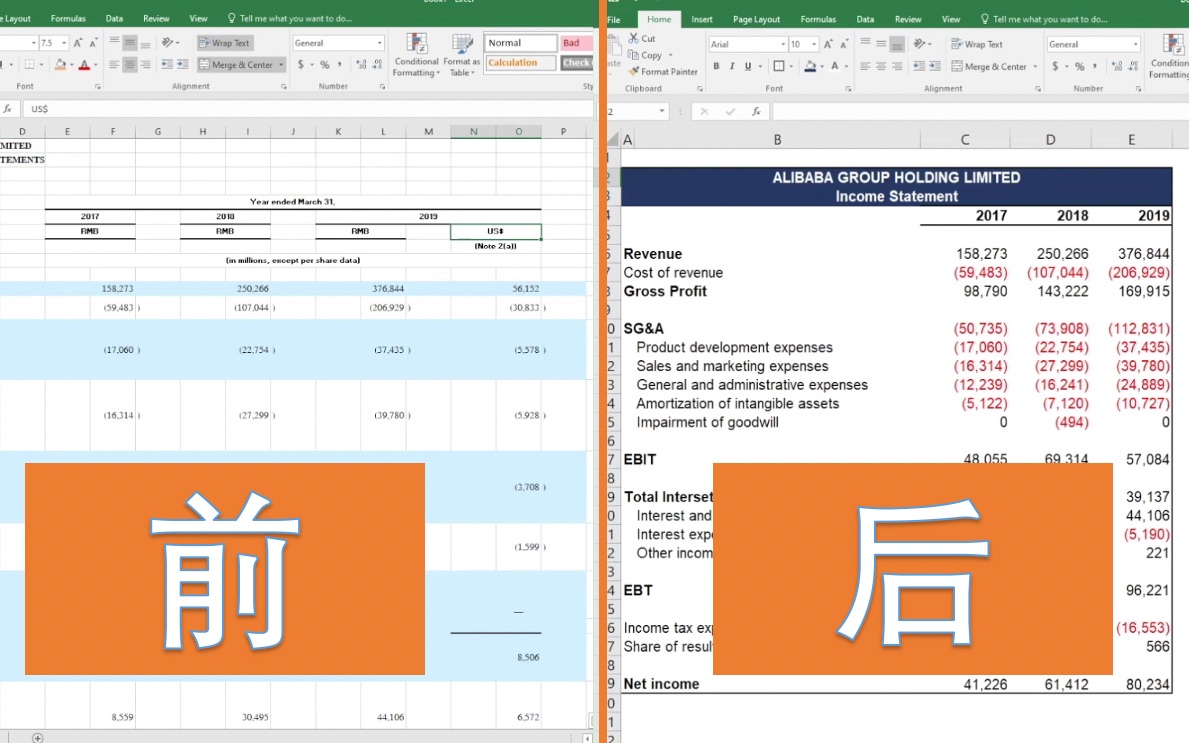 e Layout Formulas Data Review View Tell me what you want to do...
7.5 A A Wrap Text General Conditional Formatting Format as Table Normal Bad
Merge & Center $ % , Calculation Check
Font Alignment Number
fx US$
D E F G H I J K L M N O P
MITED
TEMENTS
Year ended March 31,
2017 2018 2019
RMB RMB RMB US$
(Note 2(a))
(in millions, except per share data)
158,273 250,266 376,844 56,152
(59,483 ) (107,044 ) (206,929 ) (30,833 )
(17,060 ) (22,754 ) (37,435 ) (5,578 )
(16,314 ) (27,299 ) (39,780 ) (5,928 )
(3,708 )
(1,599 )
—
8,506
8,559 30,495 44,106 6,572
前
File Home Insert Page Layout Formulas Data Review View Tell me what you want to do...
Cut
Copy
Format Painter
Arial 10 A A Wrap Text General
B I U A Merge & Center $ % , Conditional Formatting
Clipboard Font Alignment Number
fx
A B C D E
ALIBABA GROUP HOLDING LIMITED
Income Statement
2017 2018 2019
Revenue 158,273 250,266 376,844
Cost of revenue (59,483) (107,044) (206,929)
Gross Profit 98,790 143,222 169,915
SG&A (50,735) (73,908) (112,831)
Product development expenses (17,060) (22,754) (37,435)
Sales and marketing expenses (16,314) (27,299) (39,780)
General and administrative expenses (12,239) (16,241) (24,889)
Amortization of intangible assets (5,122) (7,120) (10,727)
Impairment of goodwill 0 (494) 0
EBIT 48,055 69,314 57,084
Total Interset 39,137
Interest and 44,106
Interest exp (5,190)
Other incom 221
EBT 96,221
Income tax exp (16,553)
Share of resul 566
Net income 41,226 61,412 80,234
后